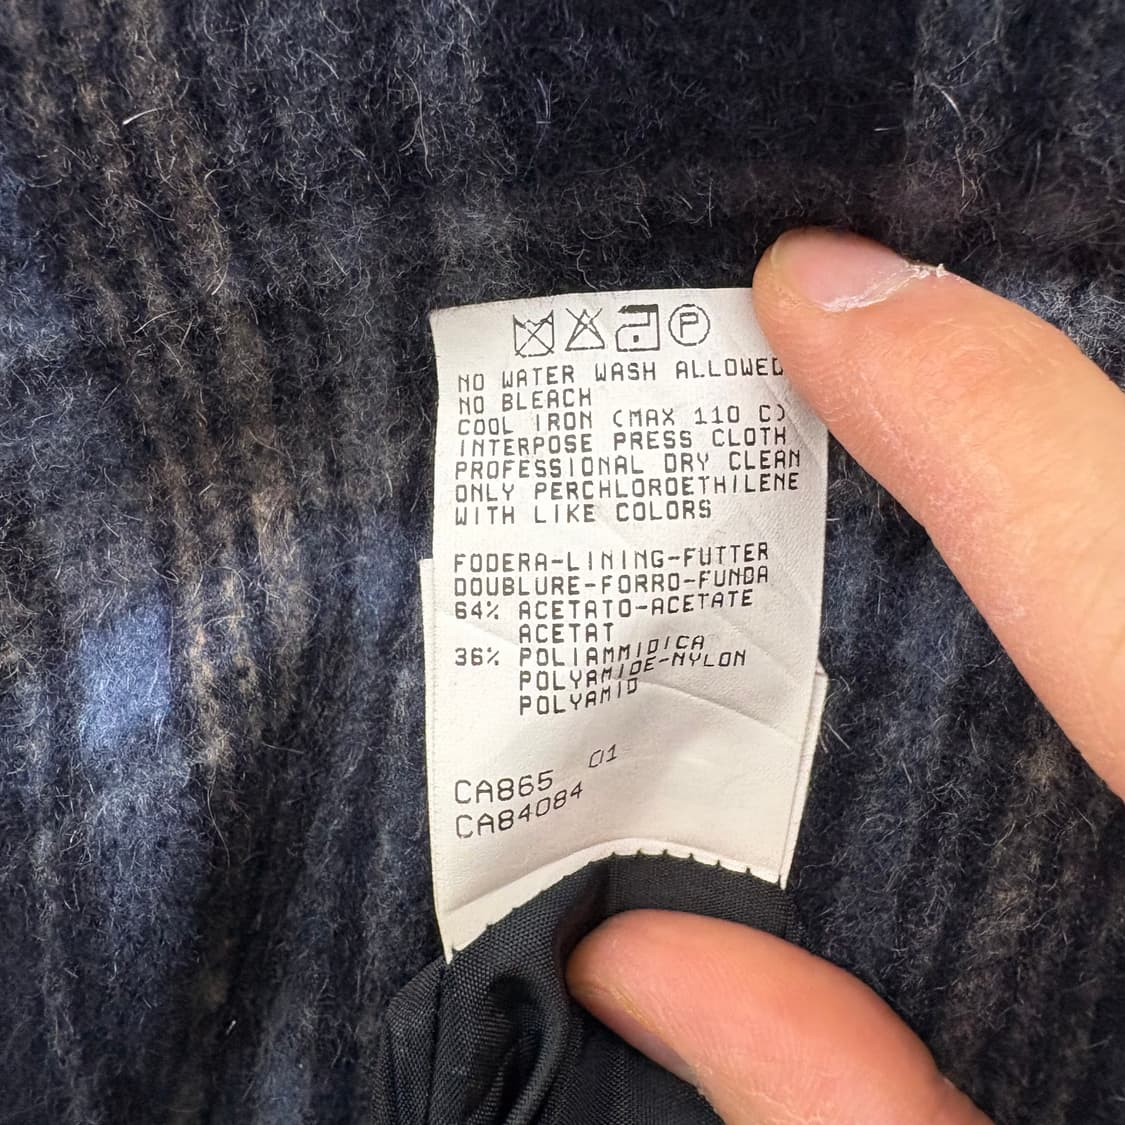 P
NO WATER WASH ALLOWED
NO BLEACH
COOL IRON (MAX 110 C)
INTERPOSE PRESS CLOTH
PROFESSIONAL DRY CLEAN
ONLY PERCHLOROETHILENE
WITH LIKE COLORS
FODERA-LINING-FUTTER
DOUBLURE-FORRO-FUNDA
64% ACETATO-ACETATE
ACETAT
36% POLIAMMIDICA
POLYAMIDE-NYLON
POLYAMID
CA865 01
CA84084